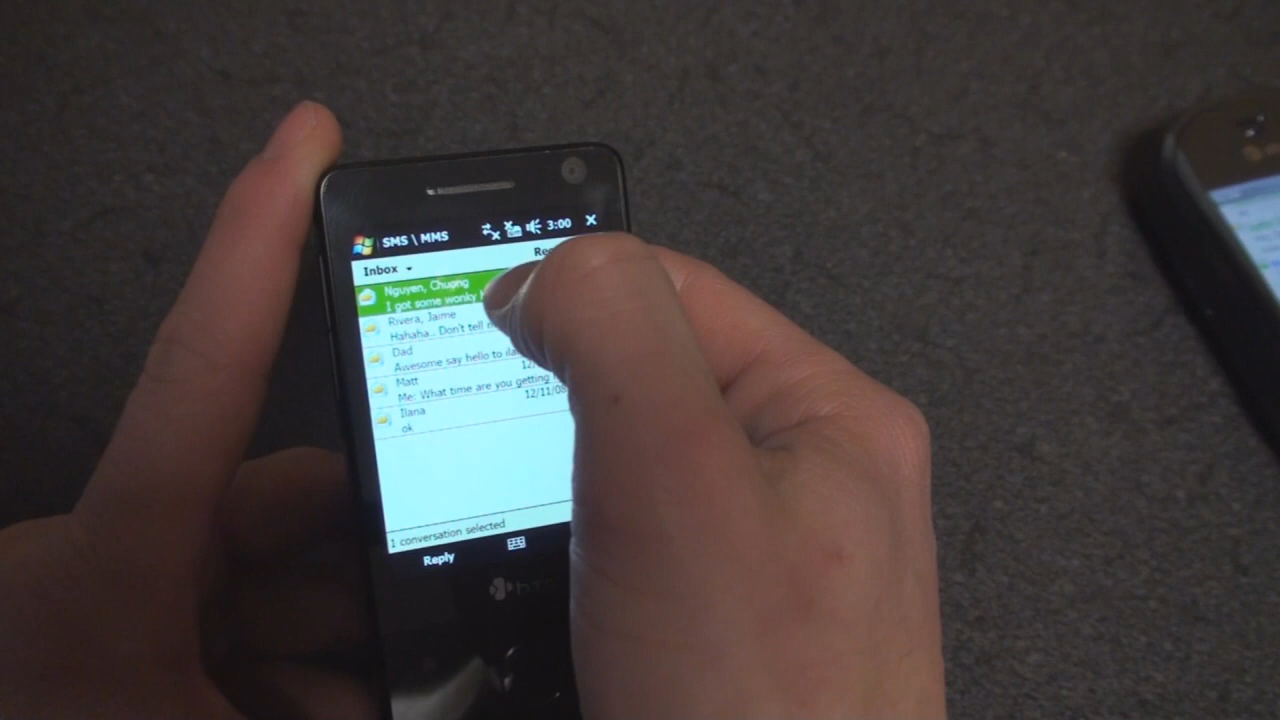 SMS \ MMS 3:00
Inbox
Nguyen, Chuong
I got some wonky
Rivera, Jaime
Hahaha.. Don't tell
Dad
Awesome say hello to
Matt
Me: What time are you getting
12/11/08
Ilana
ok
1 conversation selected
Reply